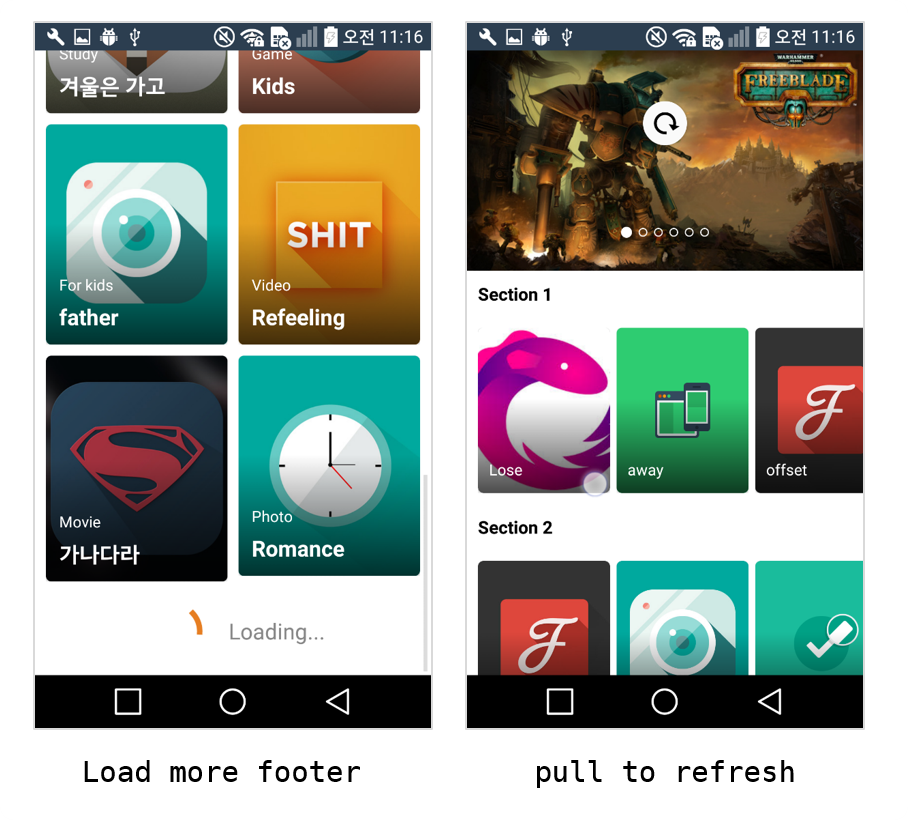 오전 11:16
Study
겨울은 가고
Game
Kids
For kids
father
SHIT
Video
Refeeling
Movie
가나다라
Photo
Romance
Loading...
Load more footer
오전 11:16
WARHAMMER
FREEBLADE
Section 1
Lose
away
offset
Section 2
pull to refresh